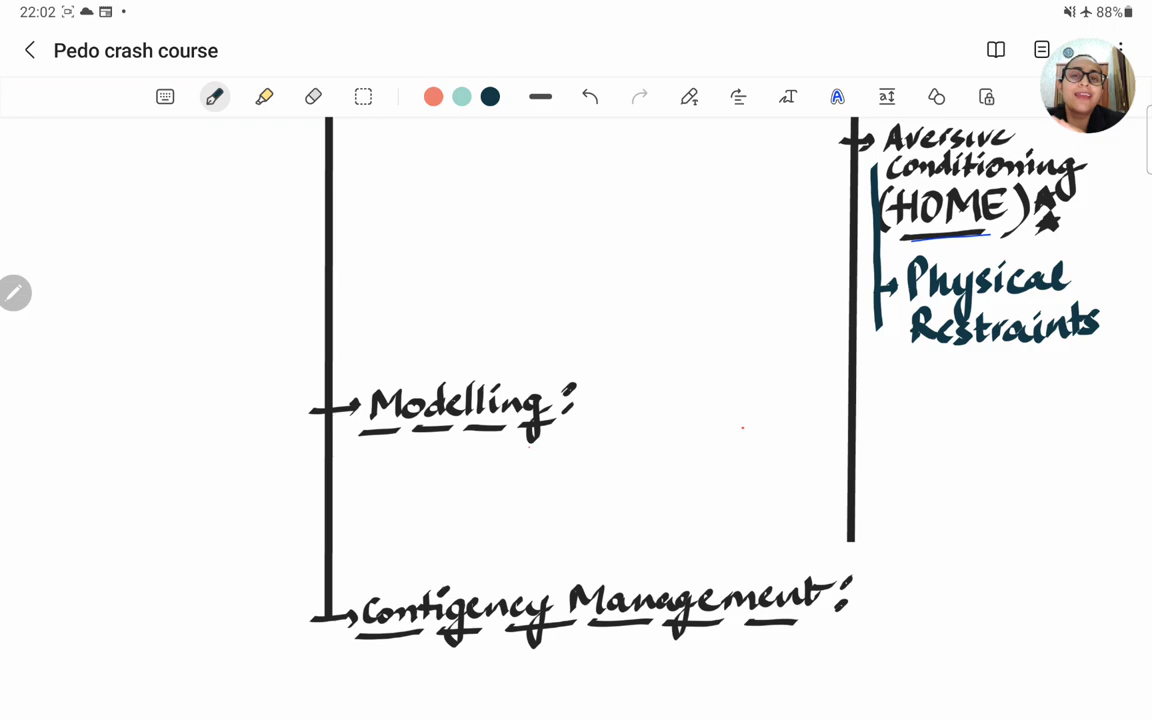 22:02
88%
Pedo crash course
Aversive
Conditioning
(HOME)
Physical
Restraints
Modelling:
Contigency Management: